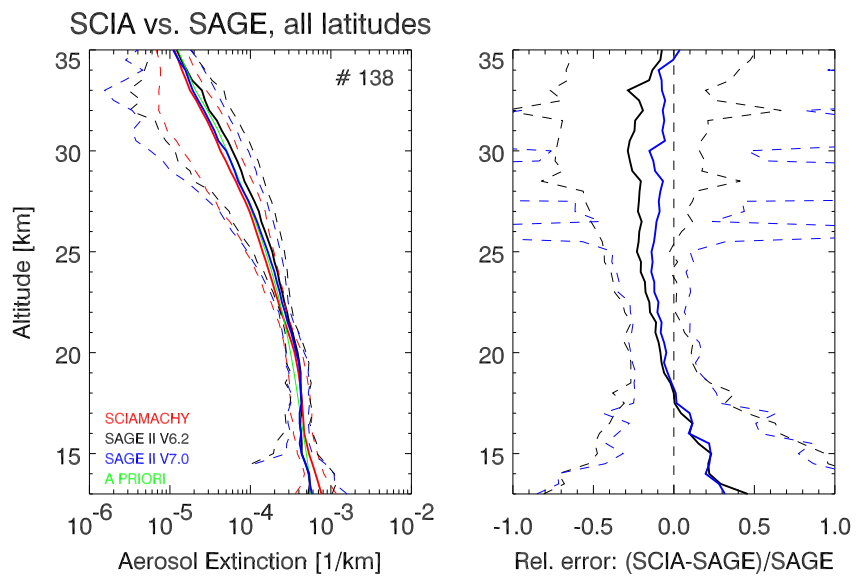 SCIA vs. SAGE, all latitudes
# 138
35
30
25
20
15
Altitude [km]
SCIAMACHY
SAGE II V6.2
SAGE II V7.0
A PRIORI
10^-6 10^-5 10^-4 10^-3 10^-2
Aerosol Extinction [1/km]
35
30
25
20
15
-1.0 -0.5 0.0 0.5 1.0
Rel. error: (SCIA-SAGE)/SAGE